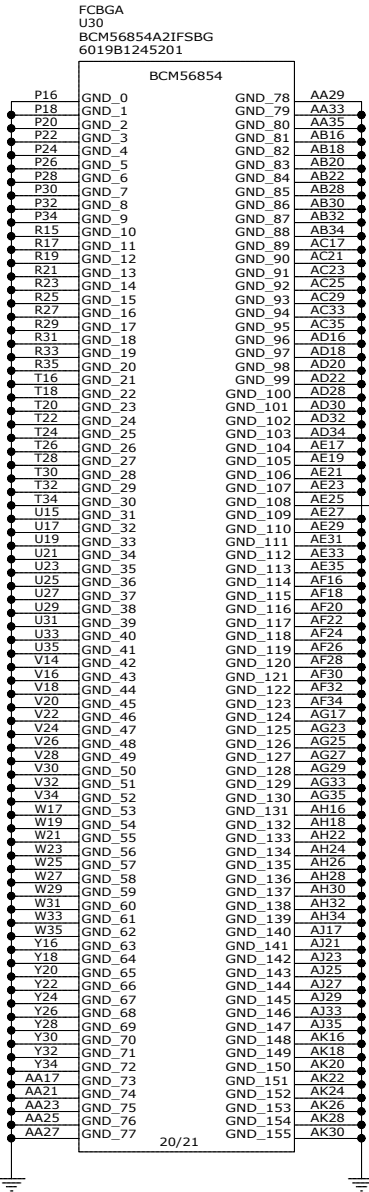 FCBGA
U30
BCM56854A2IFSBG
6019B1245201
BCM56854
P16 GND_0 GND_78 AA29
P18 GND_1 GND_79 AA33
P20 GND_2 GND_80 AA35
P22 GND_3 GND_81 AB16
P24 GND_4 GND_82 AB18
P26 GND_5 GND_83 AB20
P28 GND_6 GND_84 AB22
P30 GND_7 GND_85 AB28
P32 GND_8 GND_86 AB30
P34 GND_9 GND_87 AB32
R15 GND_10 GND_88 AB34
R17 GND_11 GND_89 AC17
R19 GND_12 GND_90 AC21
R21 GND_13 GND_91 AC23
R23 GND_14 GND_92 AC25
R25 GND_15 GND_93 AC29
R27 GND_16 GND_94 AC33
R29 GND_17 GND_95 AC35
R31 GND_18 GND_96 AD16
R33 GND_19 GND_97 AD18
R35 GND_20 GND_98 AD20
T16 GND_21 GND_99 AD22
T18 GND_22 GND_100 AD28
T20 GND_23 GND_101 AD30
T22 GND_24 GND_102 AD32
T24 GND_25 GND_103 AD34
T26 GND_26 GND_104 AE17
T28 GND_27 GND_105 AE19
T30 GND_28 GND_106 AE21
T32 GND_29 GND_107 AE23
T34 GND_30 GND_108 AE25
U15 GND_31 GND_109 AE27
U17 GND_32 GND_110 AE29
U19 GND_33 GND_111 AE31
U21 GND_34 GND_112 AE33
U23 GND_35 GND_113 AE35
U25 GND_36 GND_114 AF16
U27 GND_37 GND_115 AF18
U29 GND_38 GND_116 AF20
U31 GND_39 GND_117 AF22
U33 GND_40 GND_118 AF24
U35 GND_41 GND_119 AF26
V14 GND_42 GND_120 AF28
V16 GND_43 GND_121 AF30
V18 GND_44 GND_122 AF32
V20 GND_45 GND_123 AF34
V22 GND_46 GND_124 AG17
V24 GND_47 GND_125 AG23
V26 GND_48 GND_126 AG25
V28 GND_49 GND_127 AG27
V30 GND_50 GND_128 AG29
V32 GND_51 GND_129 AG33
V34 GND_52 GND_130 AG35
W17 GND_53 GND_131 AH16
W19 GND_54 GND_132 AH18
W21 GND_55 GND_133 AH22
W23 GND_56 GND_134 AH24
W25 GND_57 GND_135 AH26
W27 GND_58 GND_136 AH28
W29 GND_59 GND_137 AH30
W31 GND_60 GND_138 AH32
W33 GND_61 GND_139 AH34
W35 GND_62 GND_140 AJ17
Y16 GND_63 GND_141 AJ21
Y18 GND_64 GND_142 AJ23
Y20 GND_65 GND_143 AJ25
Y22 GND_66 GND_144 AJ27
Y24 GND_67 GND_145 AJ29
Y26 GND_68 GND_146 AJ33
Y28 GND_69 GND_147 AJ35
Y30 GND_70 GND_148 AK16
Y32 GND_71 GND_149 AK18
Y34 GND_72 GND_150 AK20
AA17 GND_73 GND_151 AK22
AA21 GND_74 GND_152 AK24
AA23 GND_75 GND_153 AK26
AA25 GND_76 GND_154 AK28
AA27 GND_77 GND_155 AK30
20/21